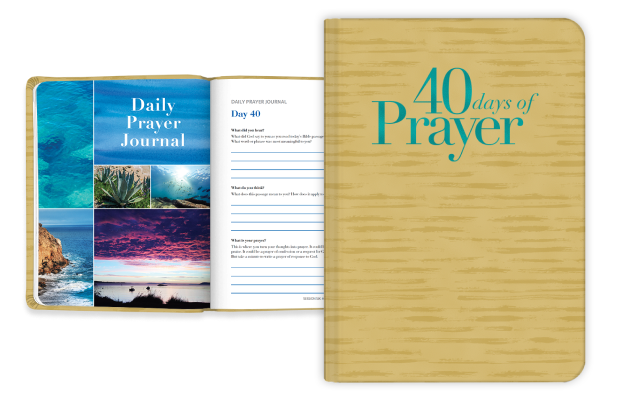 Daily
Prayer
Journal
DAILY PRAYER JOURNAL
Day 40
What did you hear?
What did God say to you as you read today's Bible passage
What word or phrase was most meaningful to you?
What do you think?
What does this passage mean to you? How does it apply
What is your prayer?
This is where you turn your thoughts into prayer. It could
praise. It could be a prayer of confession or a request for
But take a minute to write a prayer of response to God.
40 days of
Prayer